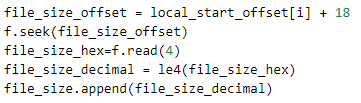 file_size_offset = local_start_offset[i] + 18
f.seek(file_size_offset)
file_size_hex=f.read(4)
file_size_decimal = le4(file_size_hex)
file_size.append(file_size_decimal)